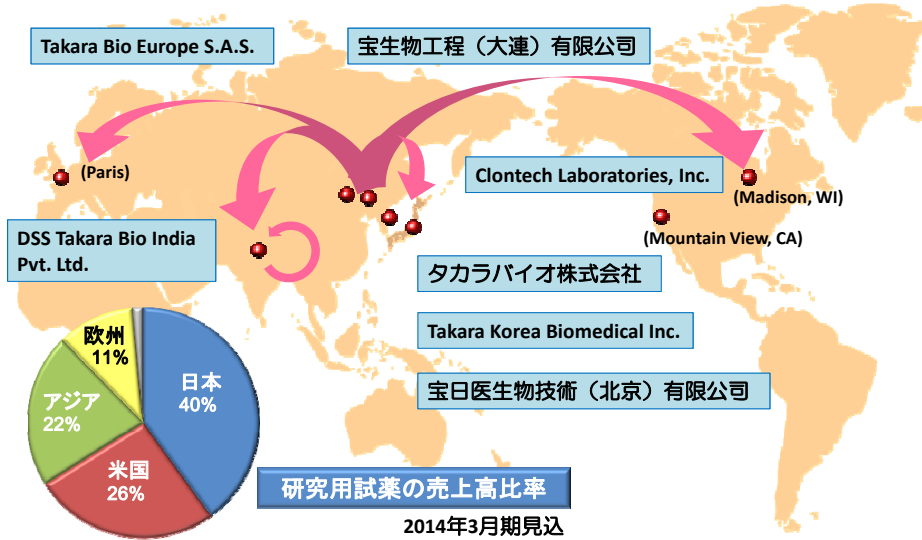 Takara Bio Europe S.A.S.
宝生物工程（大連）有限公司
(Paris)
Clontech Laboratories, Inc.
(Madison, WI)
(Mountain View, CA)
DSS Takara Bio India
Pvt. Ltd.
タカラバイオ株式会社
Takara Korea Biomedical Inc.
宝日医生物技術（北京）有限公司
欧州
11%
日本
40%
アジア
22%
米国
26%
研究用試薬の売上高比率
2014年3月期見込